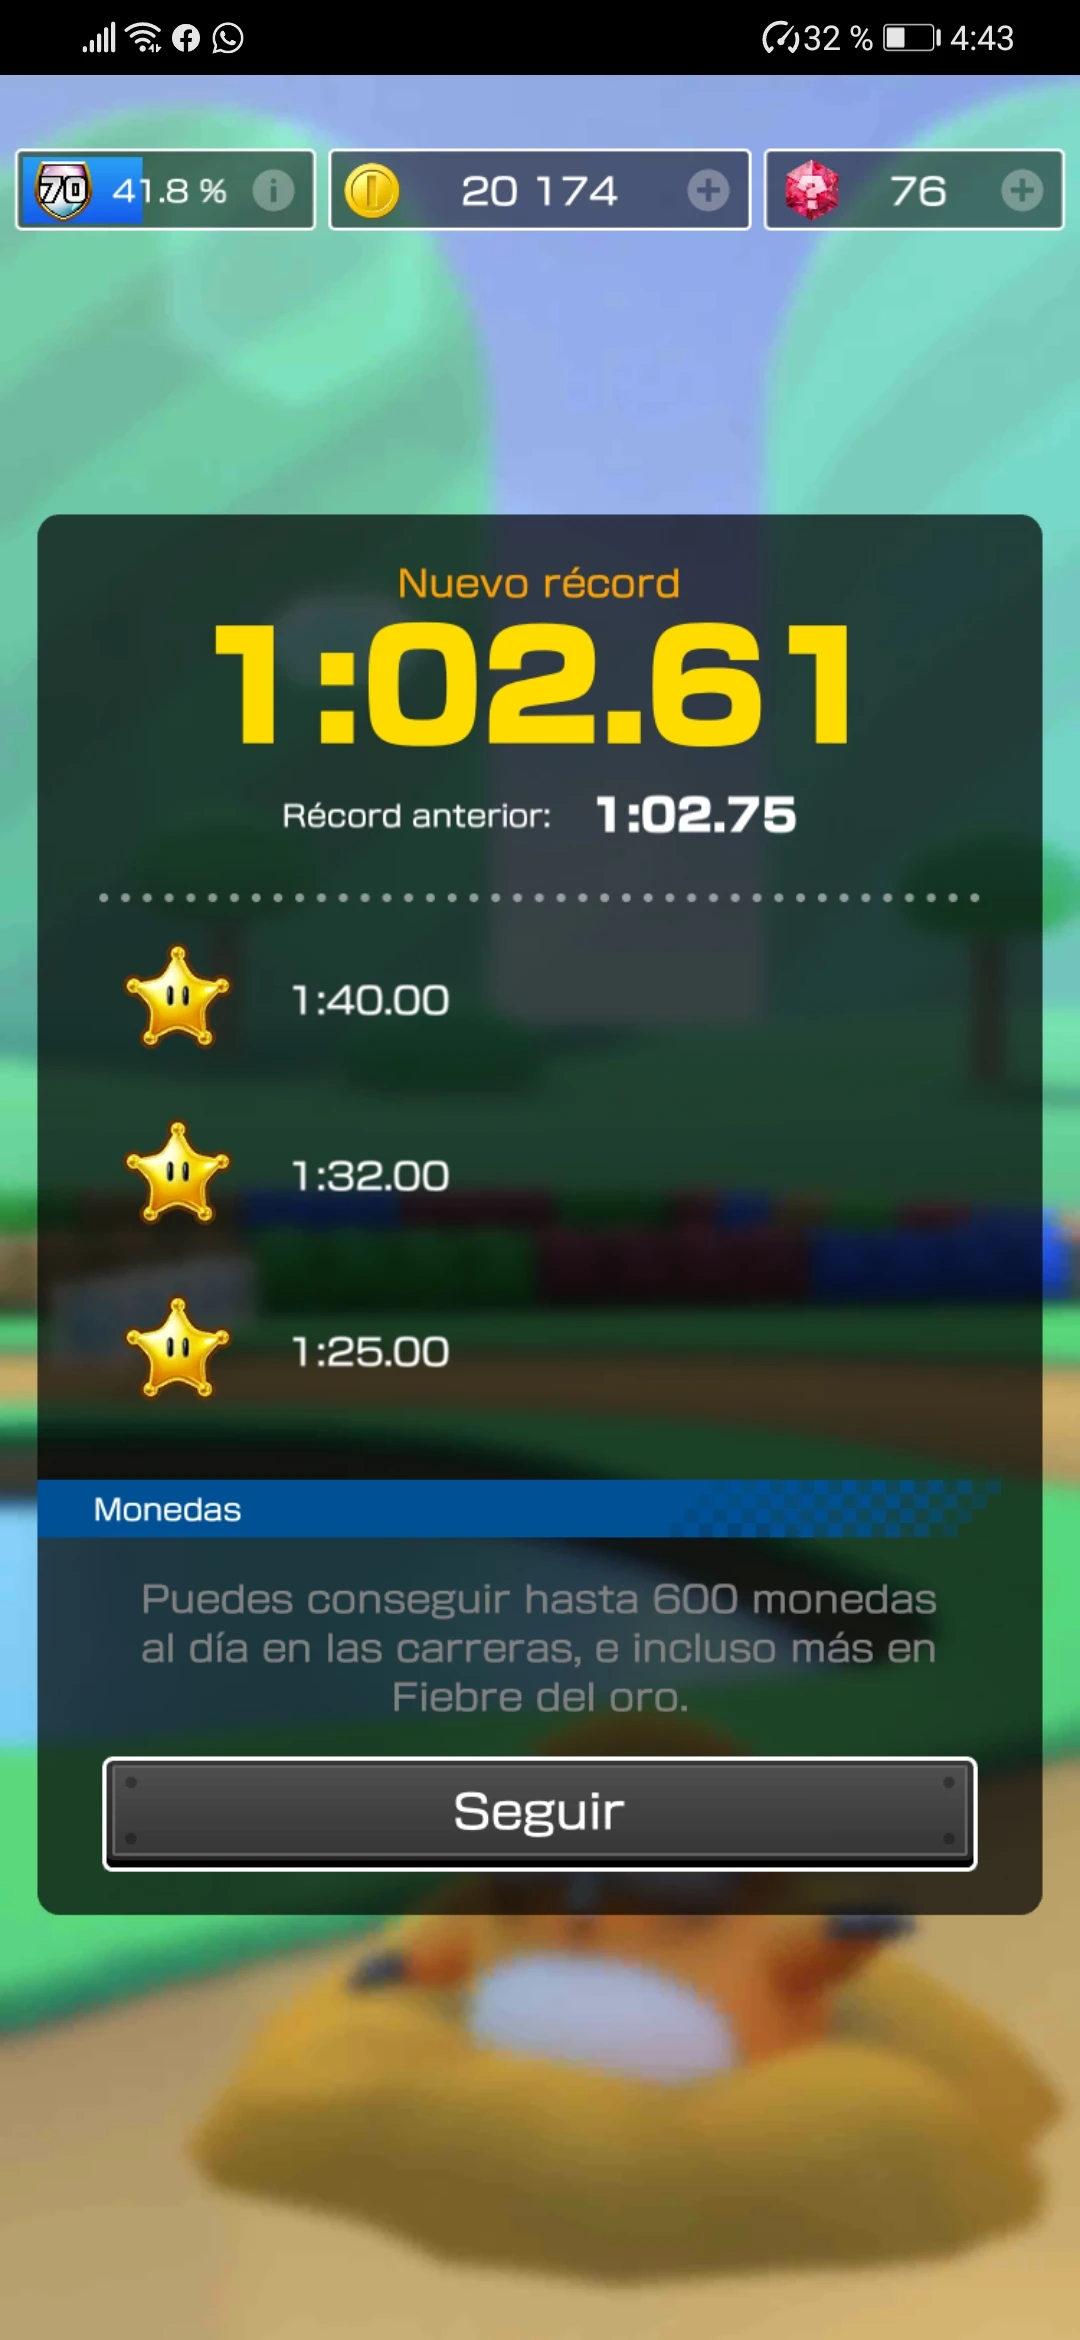 32 % 4:43
70 41.8 % i 20 174 + 76 +
Nuevo récord
1:02.61
Récord anterior: 1:02.75
1:40.00
1:32.00
1:25.00
Monedas
Puedes conseguir hasta 600 monedas
al día en las carreras, e incluso más en
Fiebre del oro.
Seguir